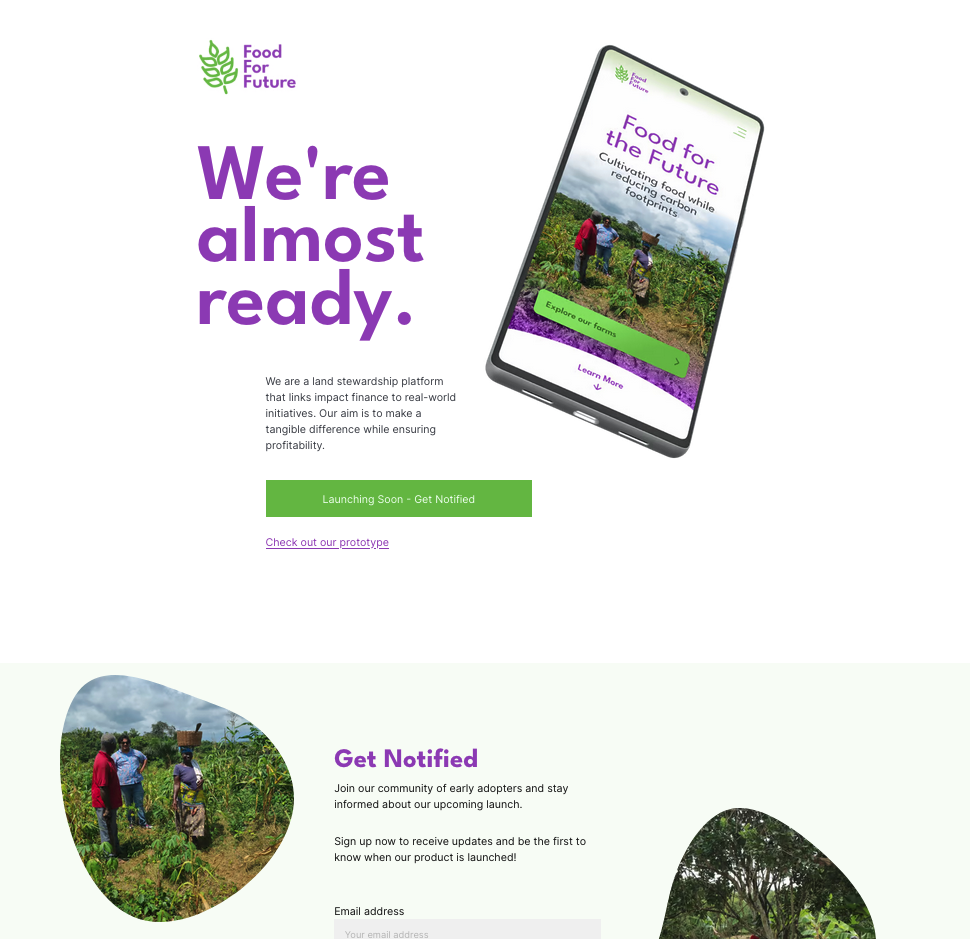 Food
For
Future
We're
almost
ready.
We are a land stewardship platform
that links impact finance to real-world
initiatives. Our aim is to make a
tangible difference while ensuring
profitability.
Launching Soon - Get Notified
Check out our prototype
Food
For
Future
Food for
the Future
Cultivating food while
reducing carbon
footprints
Explore our farms
Learn More
Get Notified
Join our community of early adopters and stay
informed about our upcoming launch.
Sign up now to receive updates and be the first to
know when our product is launched!
Email address
Your email address